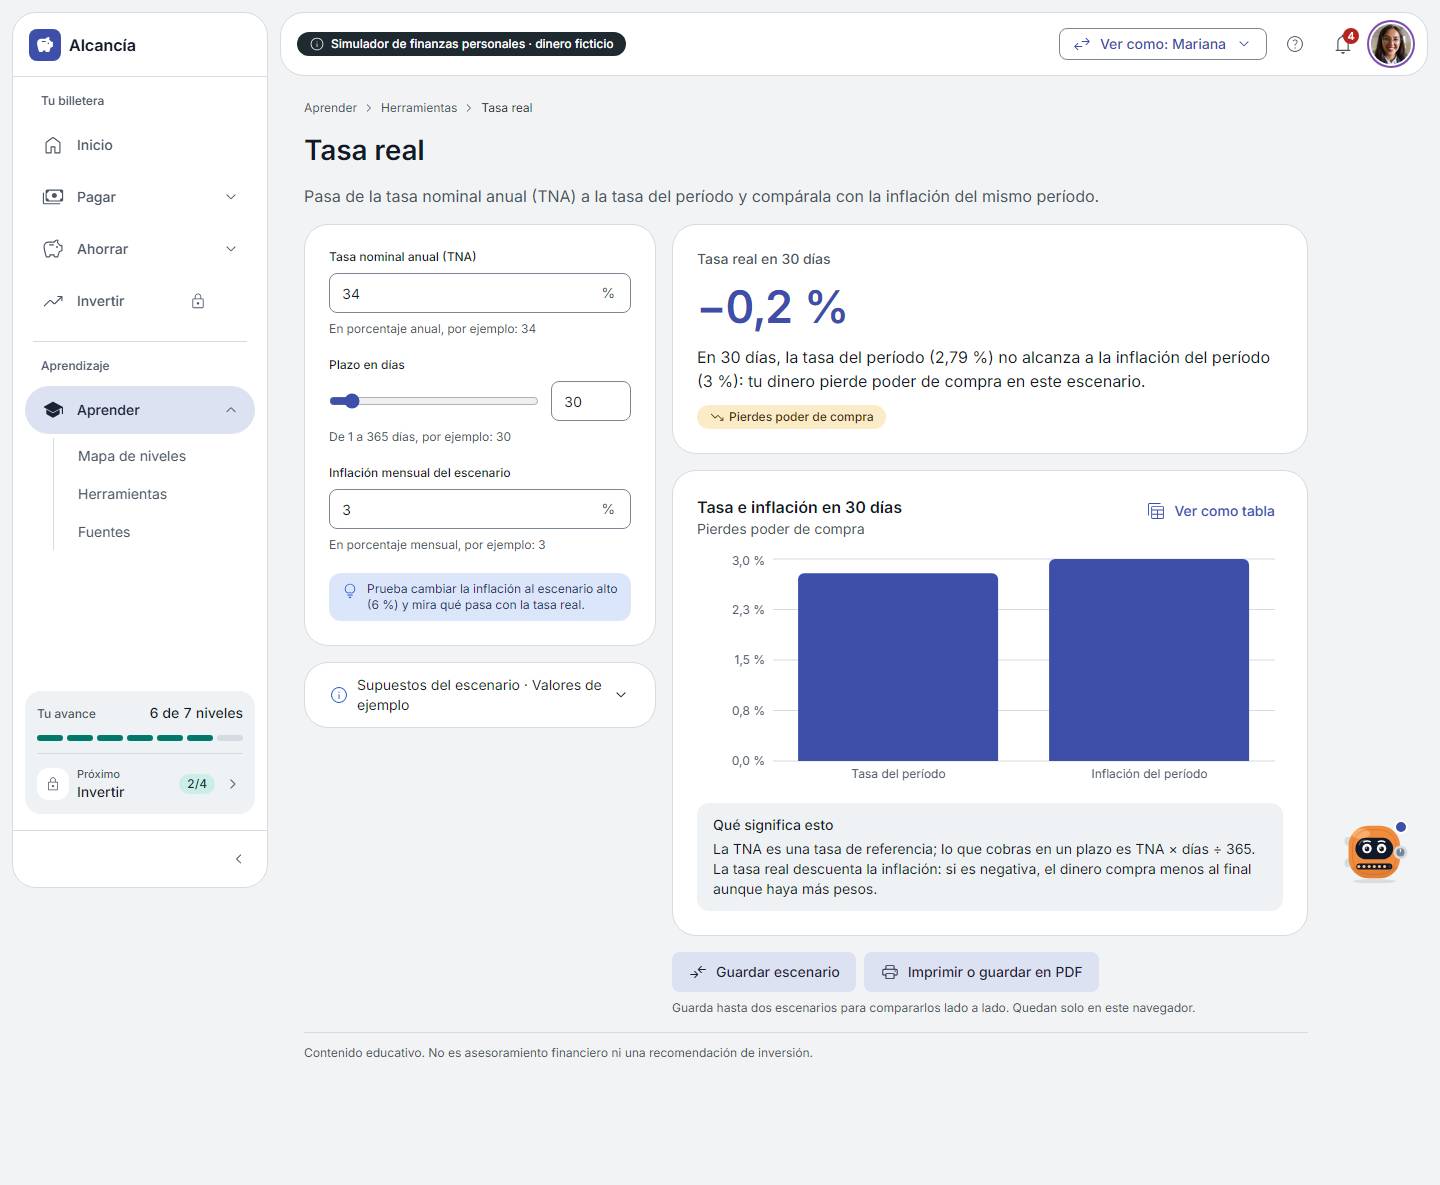 Alcancía
Simulador de finanzas personales · dinero ficticio
Ver como: Mariana
4
Tu billetera
Inicio
Pagar
Ahorrar
Invertir
Aprendizaje
Aprender
Mapa de niveles
Herramientas
Fuentes
Tu avance
6 de 7 niveles
Próximo
Invertir
2/4
Aprender > Herramientas > Tasa real
Tasa real
Pasa de la tasa nominal anual (TNA) a la tasa del período y compárala con la inflación del mismo período.
Tasa nominal anual (TNA)
34 %
En porcentaje anual, por ejemplo: 34
Plazo en días
30
De 1 a 365 días, por ejemplo: 30
Inflación mensual del escenario
3 %
En porcentaje mensual, por ejemplo: 3
Prueba cambiar la inflación al escenario alto
(6 %) y mira qué pasa con la tasa real.
Supuestos del escenario · Valores de
ejemplo
Tasa real en 30 días
−0,2 %
En 30 días, la tasa del período (2,79 %) no alcanza a la inflación del período
(3 %): tu dinero pierde poder de compra en este escenario.
Pierdes poder de compra
Tasa e inflación en 30 días
Pierdes poder de compra
Ver como tabla
3,0 %
2,3 %
1,5 %
0,8 %
0,0 %
Tasa del período
Inflación del período
Qué significa esto
La TNA es una tasa de referencia; lo que cobras en un plazo es TNA × días ÷ 365.
La tasa real descuenta la inflación: si es negativa, el dinero compra menos al final
aunque haya más pesos.
Guardar escenario
Imprimir o guardar en PDF
Guarda hasta dos escenarios para compararlos lado a lado. Quedan solo en este navegador.
Contenido educativo. No es asesoramiento financiero ni una recomendación de inversión.